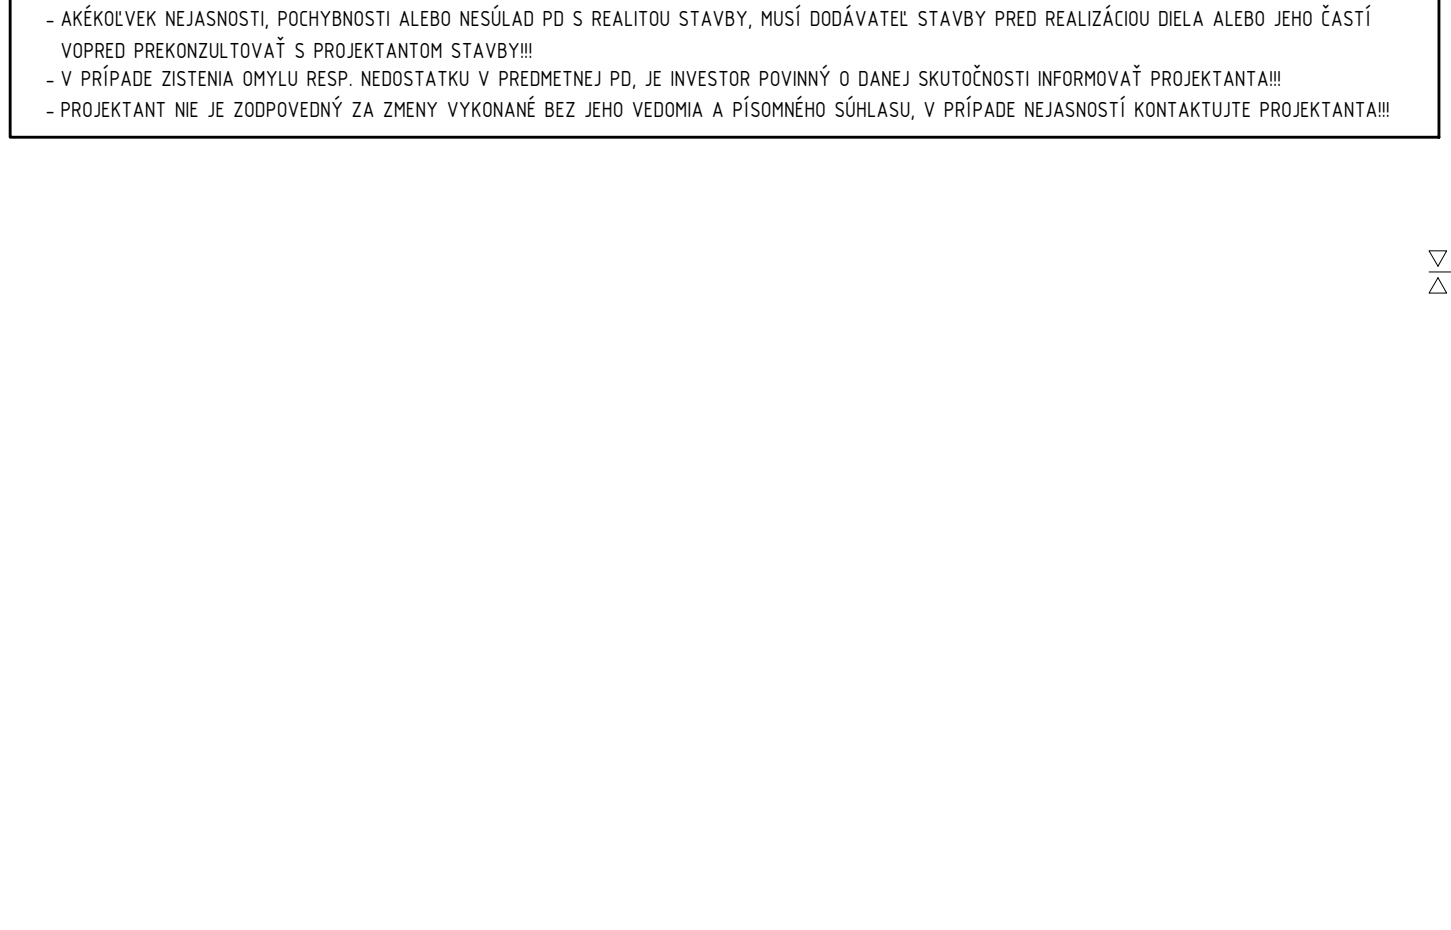 - AKÉKOĽVEK NEJASNOSTI, POCHYBNOSTI ALEBO NESÚLAD PD S REALITOU STAVBY, MUSÍ DODÁVATEĽ STAVBY PRED REALIZÁCIOU DIELA ALEBO JEHO ČASTÍ
VOPRED PREKONZULTOVAŤ S PROJEKTANTOM STAVBY!!!
- V PRÍPADE ZISTENIA OMYLU RESP. NEDOSTATKU V PREDMETNEJ PD, JE INVESTOR POVINNÝ O DANEJ SKUTOČNOSTI INFORMOVAŤ PROJEKTANTA!!!
- PROJEKTANT NIE JE ZODPOVEDNÝ ZA ZMENY VYKONANÉ BEZ JEHO VEDOMIA A PÍSOMNÉHO SÚHLASU, V PRÍPADE NEJASNOSTÍ KONTAKTUJTE PROJEKTANTA!!!